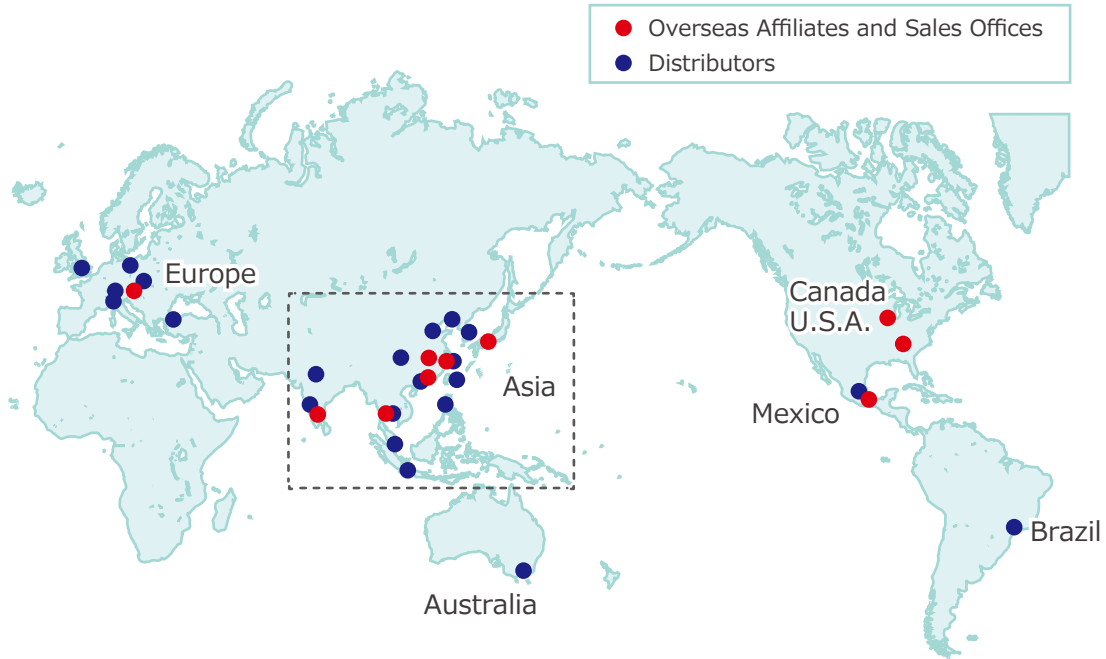 Overseas Affiliates and Sales Offices
Distributors
Europe
Canada
U.S.A.
Asia
Mexico
Brazil
Australia